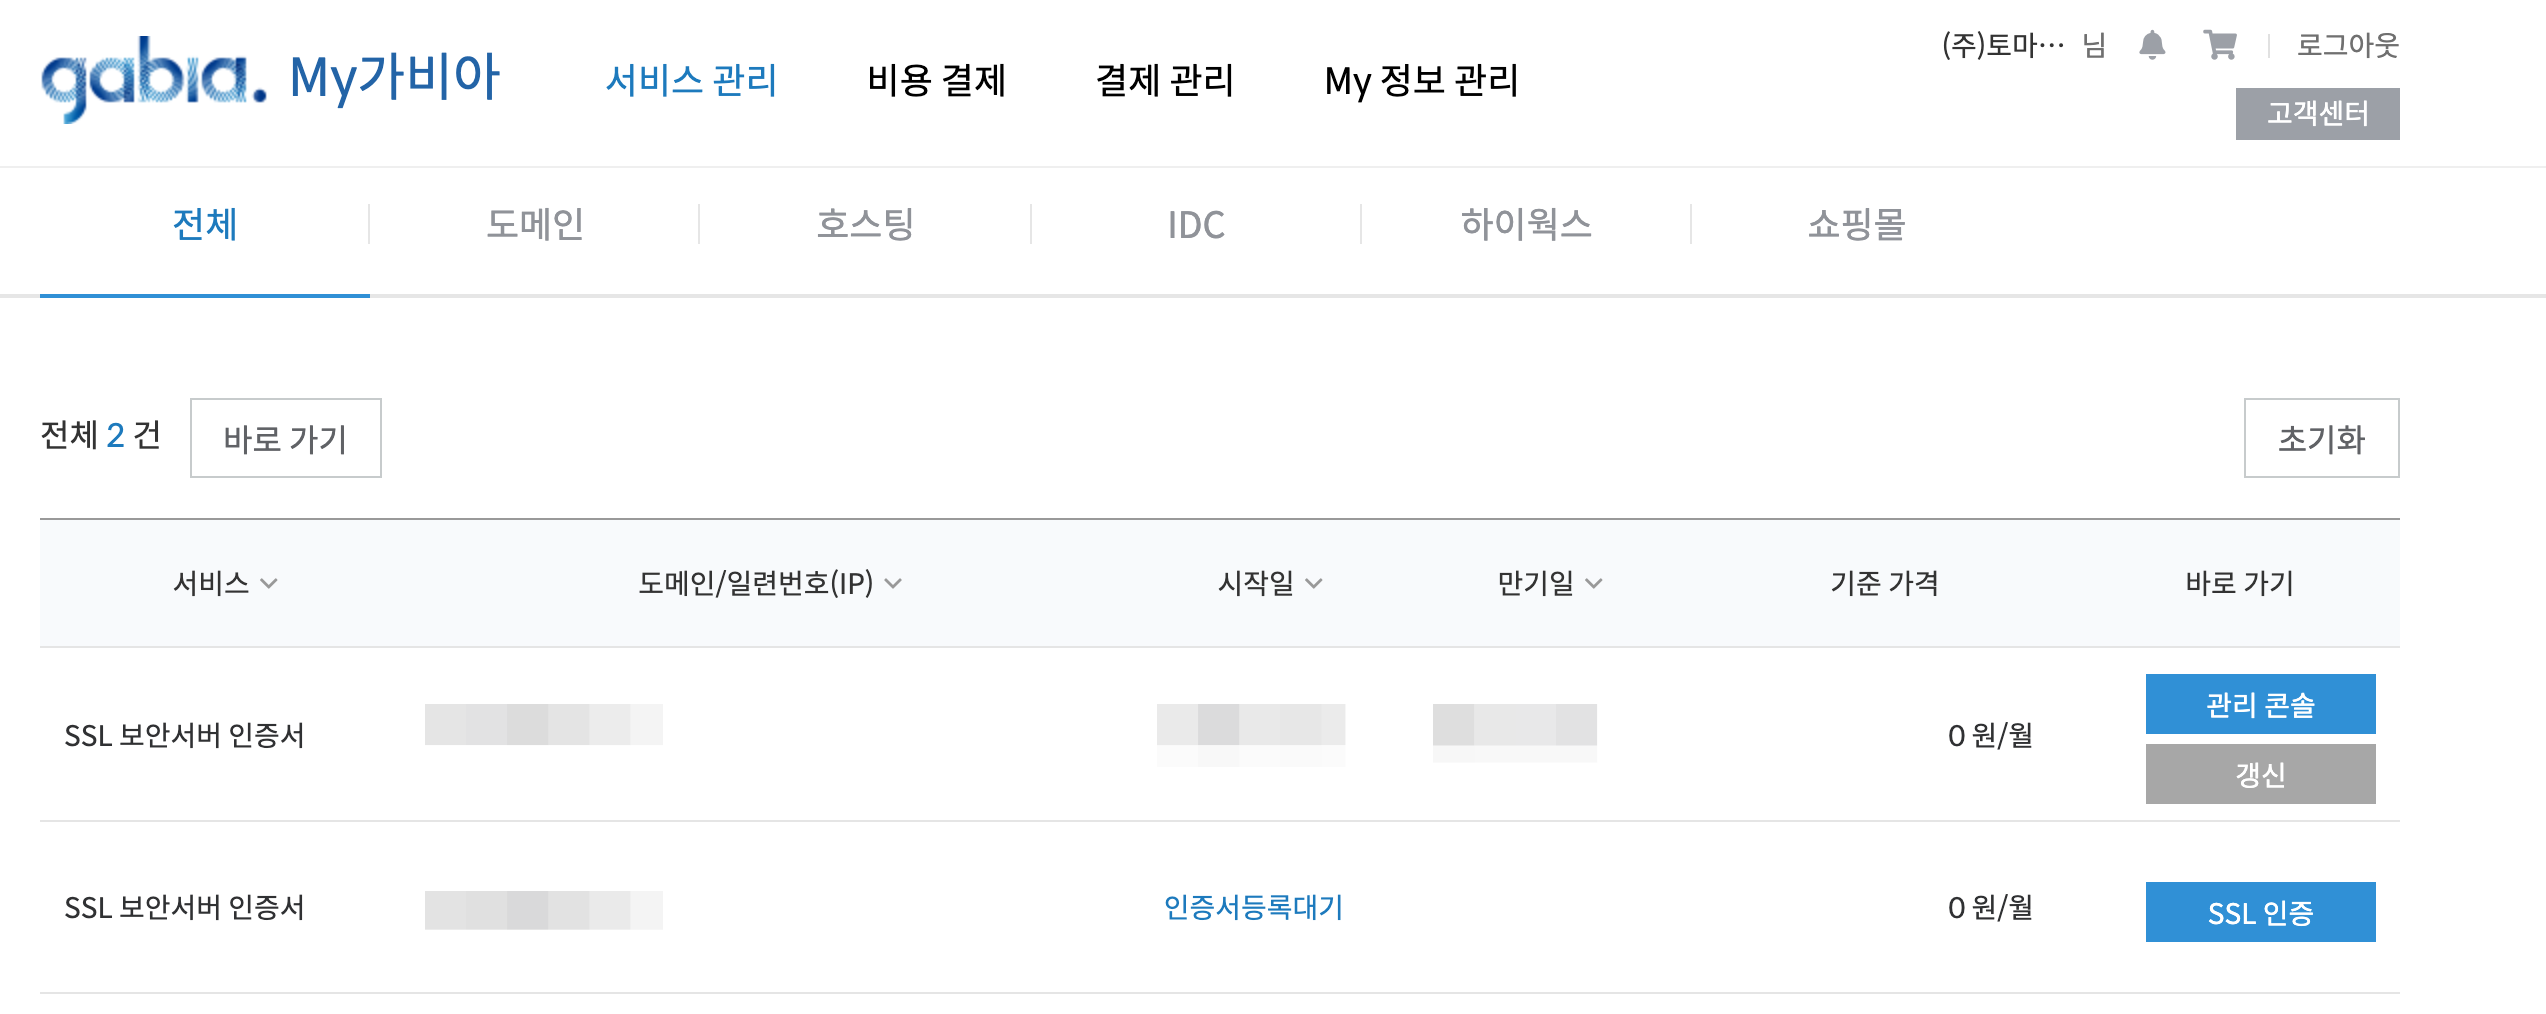 gabia. My가비아 서비스 관리 비용 결제 결제 관리 My 정보 관리
(주)토마··· 님 로그아웃
고객센터
전체 도메인 호스팅 IDC 하이웍스 쇼핑몰
전체 2 건 바로 가기 초기화
서비스 도메인/일련번호(IP) 시작일 만기일 기준 가격 바로 가기
SSL 보안서버 인증서 0 원/월 관리 콘솔
갱신
SSL 보안서버 인증서 인증서등록대기 0 원/월 SSL 인증